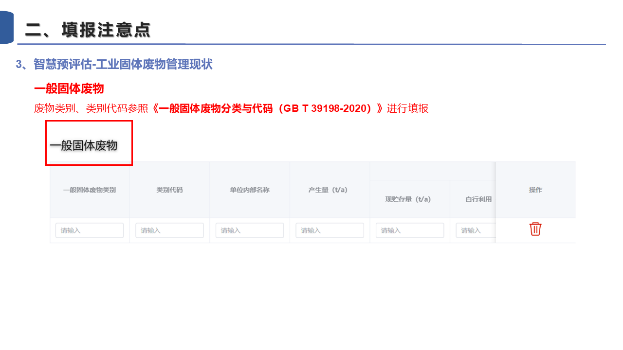 二、填报注意点
3、智慧预评估-工业固体废物管理现状
一般固体废物
废物类别、类别代码参照《一般固体废物分类与代码（GB T 39198-2020）》进行填报
一般固体废物
一般固体废物类别 类别代码 单位内部名称 产生量（t/a） 现贮存量（t/a） 自行利用 操作
请输入 请输入 请输入 请输入 请输入 请输入